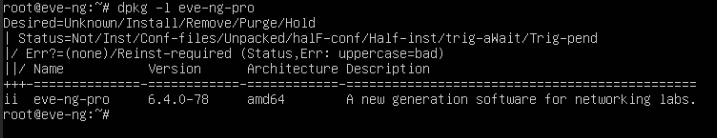 root@eve-ng:~# dpkg -l eve-ng-pro
Desired=Unknown/Install/Remove/Purge/Hold
| Status=Not/Inst/Conf-files/Unpacked/halF-conf/Half-inst/trig-aWait/Trig-pend
|/ Err?=(none)/Reinst-required (Status,Err: uppercase=bad)
||/ Name           Version      Architecture Description
+++-==============-============-============-============================================
ii  eve-ng-pro     6.4.0-78     amd64        A new generation software for networking labs.
root@eve-ng:~#